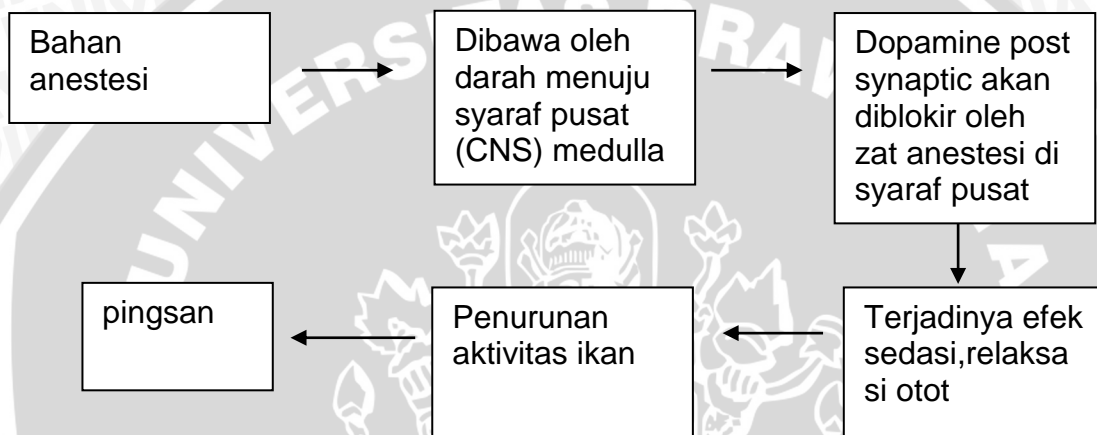 Bahan
anestesi
Dibawa oleh
darah menuju
syaraf pusat
(CNS) medulla
Dopamine post
synaptic akan
diblokir oleh
zat anestesi di
syaraf pusat
Terjadinya efek
sedasi,relaksa
si otot
Penurunan
aktivitas ikan
pingsan